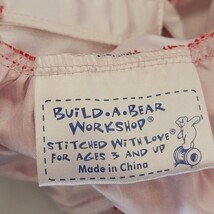 BUILD.A.BEAR
WORKSHOP®
STITCHED WITH LOVE®
FOR AGES 3 AND UP
Made in China